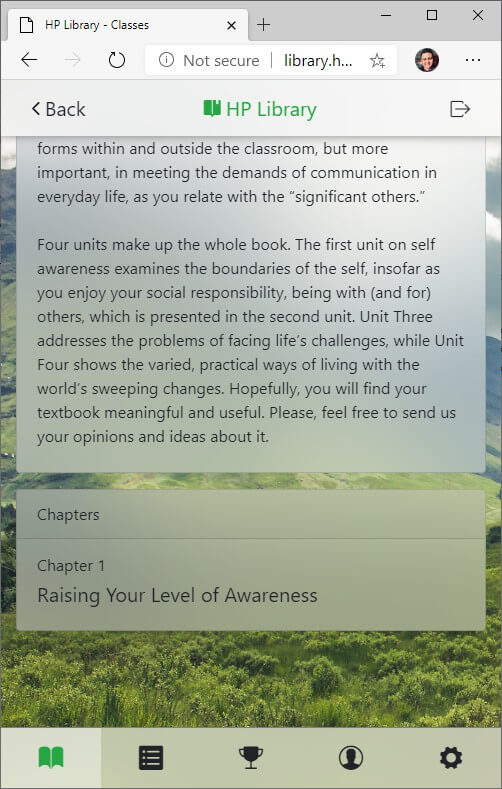 HP Library - Classes
Not secure
library.h...
Back
HP Library
forms within and outside the classroom, but more
important, in meeting the demands of communication in
everyday life, as you relate with the “significant others.”
Four units make up the whole book. The first unit on self
awareness examines the boundaries of the self, insofar as
you enjoy your social responsibility, being with (and for)
others, which is presented in the second unit. Unit Three
addresses the problems of facing life’s challenges, while Unit
Four shows the varied, practical ways of living with the
world’s sweeping changes. Hopefully, you will find your
textbook meaningful and useful. Please, feel free to send us
your opinions and ideas about it.
Chapters
Chapter 1
Raising Your Level of Awareness